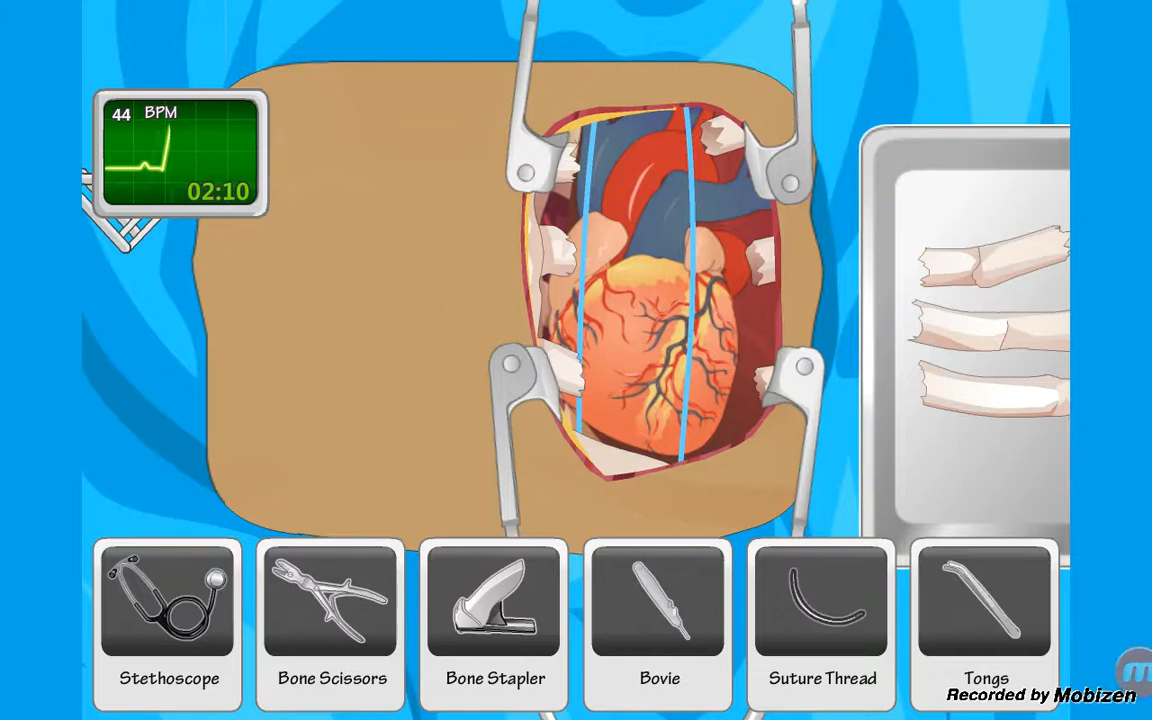 44 BPM
02:10
Stethoscope
Bone Scissors
Bone Stapler
Bovie
Suture Thread
Tongs
Recorded by Mobizen